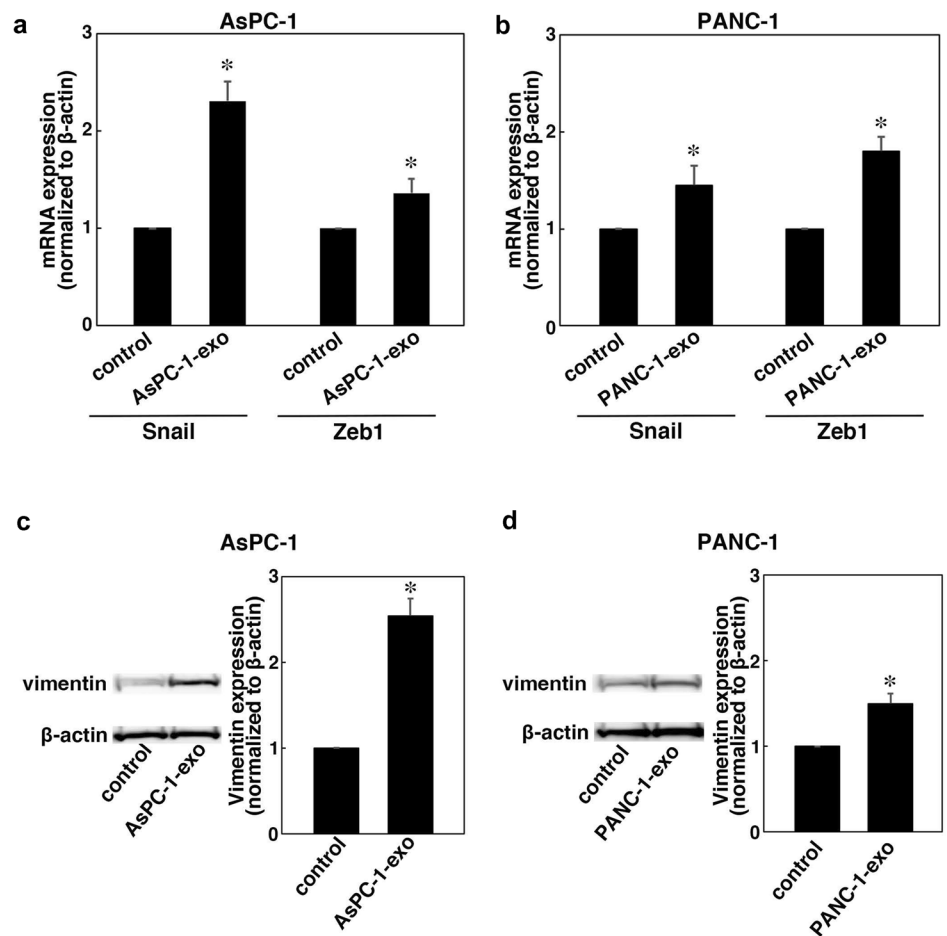 a
AsPC-1
mRNA expression
(normalized to β-actin)
3
2
1
0
*
*
control
AsPC-1-exo
control
AsPC-1-exo
Snail
Zeb1
b
PANC-1
mRNA expression
(normalized to β-actin)
3
2
1
0
*
*
control
PANC-1-exo
control
PANC-1-exo
Snail
Zeb1
c
AsPC-1
vimentin
β-actin
control
AsPC-1-exo
Vimentin expression
(normalized to β-actin)
3
2
1
0
*
control
AsPC-1-exo
d
PANC-1
vimentin
β-actin
control
PANC-1-exo
Vimentin expression
(normalized to β-actin)
3
2
1
0
*
control
PANC-1-exo